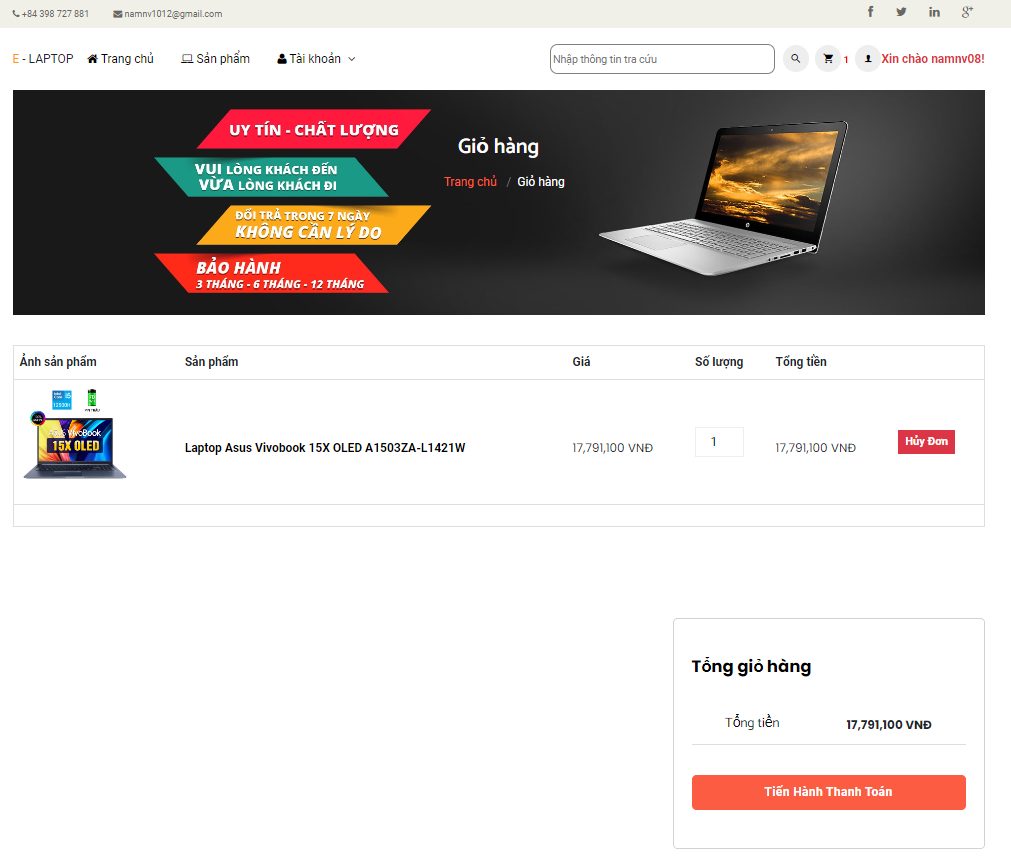 +84 398 727 881 namnv1012@gmail.com
E - LAPTOP Trang chủ Sản phẩm Tài khoản Nhập thông tin tra cứu 1 Xin chào namnv08!
UY TÍN - CHẤT LƯỢNG
VUI LÒNG KHÁCH ĐẾN
VỪA LÒNG KHÁCH ĐI
ĐỔI TRẢ TRONG 7 NGÀY
KHÔNG CẦN LÝ DO
BẢO HÀNH
3 THÁNG - 6 THÁNG - 12 THÁNG
Giỏ hàng
Trang chủ / Giỏ hàng
Ảnh sản phẩm Sản phẩm Giá Số lượng Tổng tiền
VivoBook
15X OLED
Laptop Asus Vivobook 15X OLED A1503ZA-L1421W 17,791,100 VNĐ 1 17,791,100 VNĐ Hủy Đơn
Tổng giỏ hàng
Tổng tiền 17,791,100 VNĐ
Tiến Hành Thanh Toán